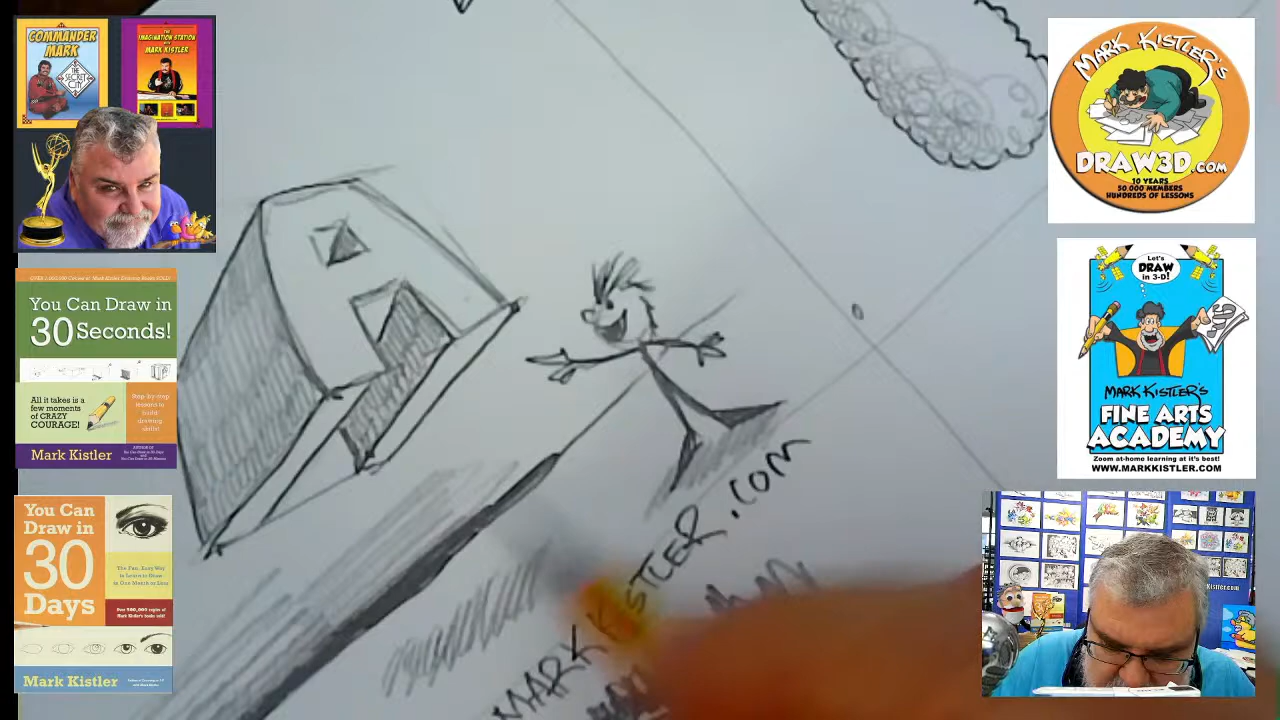 COMMANDER
MARK
THE
SECRET
CITY
THE
IMAGINATION STATION
WITH
MARK KISTLER
You Can Draw in
30 Seconds!
All it takes is a
few moments
of CRAZY
COURAGE!
Step-by-step
lessons to
build
drawing
skills!
Mark Kistler
You Can
Draw in
30
Days
The Fun, Easy Way
to Learn to Draw
in One Month or Less
Mark Kistler
MARK KISTLER.COM
MARK KISTLER'S
DRAW3D.COM
10 YEARS
50,000 MEMBERS
HUNDREDS OF LESSONS
Let's
DRAW
in 3-D!
MARK KISTLER'S
FINE ARTS
ACADEMY
Zoom at-home learning at it's best!
WWW.MARKKISTLER.COM